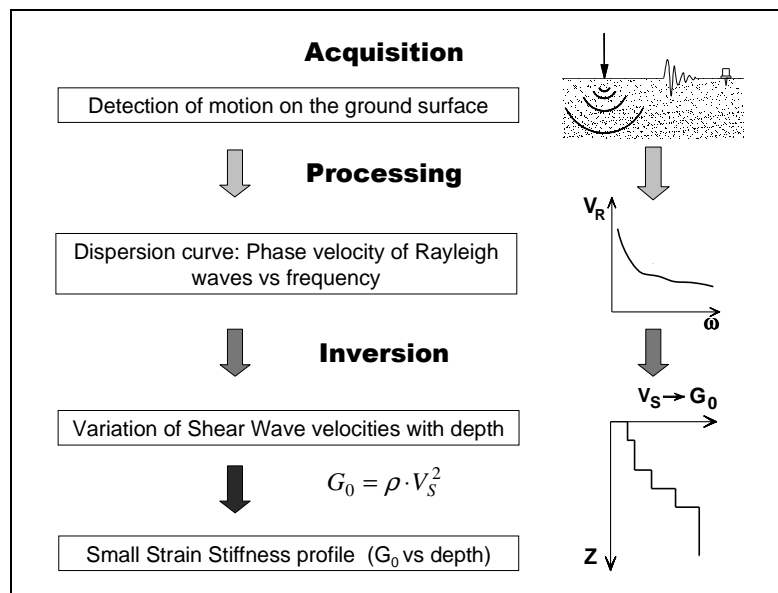 Acquisition
Detection of motion on the ground surface
Processing
V_R
Dispersion curve: Phase velocity of Rayleigh
waves vs frequency
ω
Inversion
V_S → G_0
Variation of Shear Wave velocities with depth
G_0 = ρ · V_S^2
Small Strain Stiffness profile (G_0 vs depth)
Z